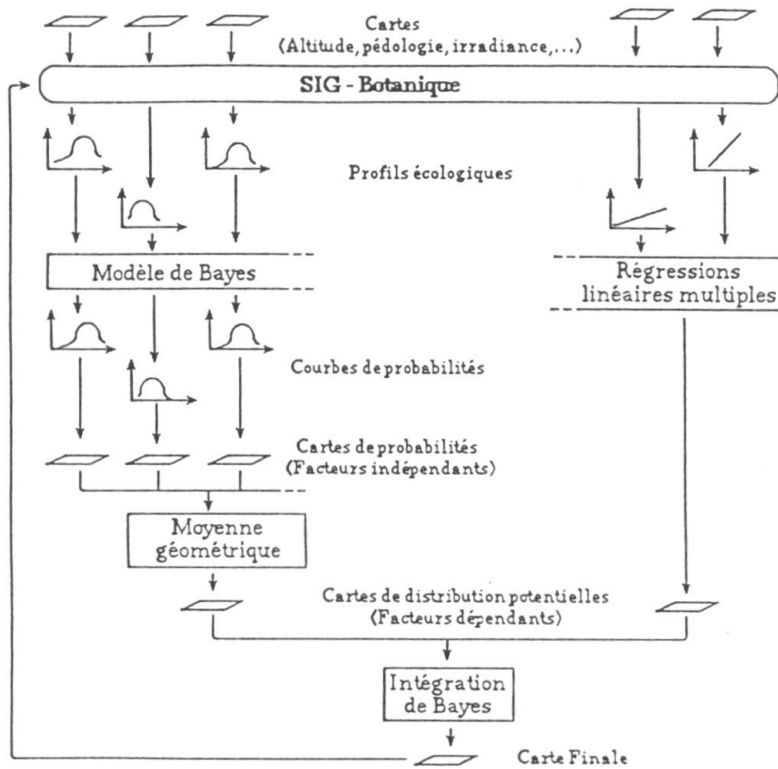 Cartes
(Altitude, pédologie, irradiance,...)
SIG - Botanique
Profils écologiques
Modèle de Bayes
Régressions
linéaires multiples
Courbes de probabilités
Cartes de probabilités
(Facteurs indépendants)
Moyenne
géométrique
Cartes de distribution potentielles
(Facteurs dépendants)
Intégration
de Bayes
Carte Finale